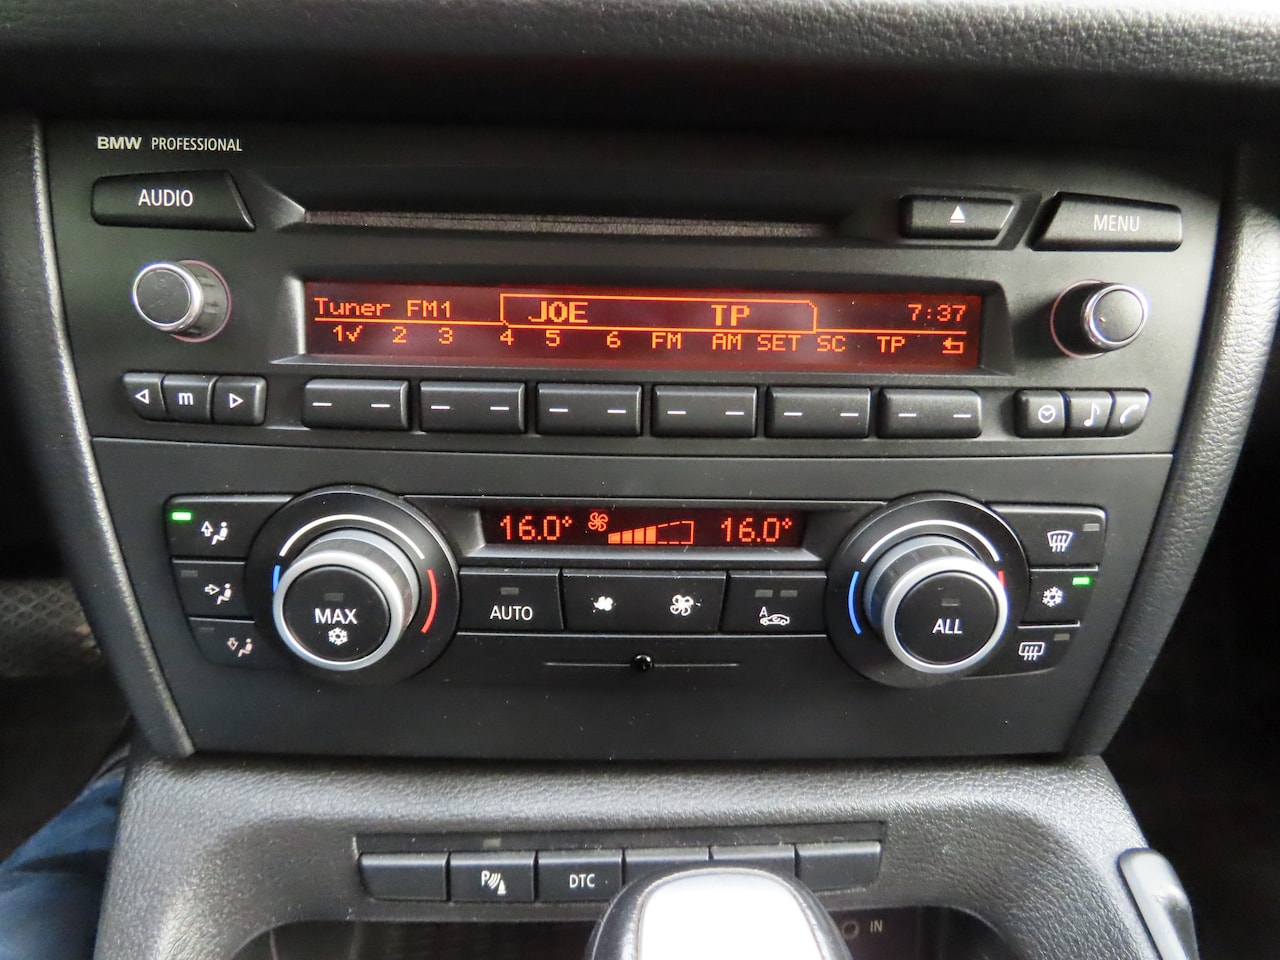 BMW PROFESSIONAL
AUDIO
MENU
Tuner FM1 JOE TP 7:37
1√ 2 3 4 5 6 FM AM SET SC TP
m
16.0° 16.0°
MAX
AUTO
A
ALL
P
DTC
IN